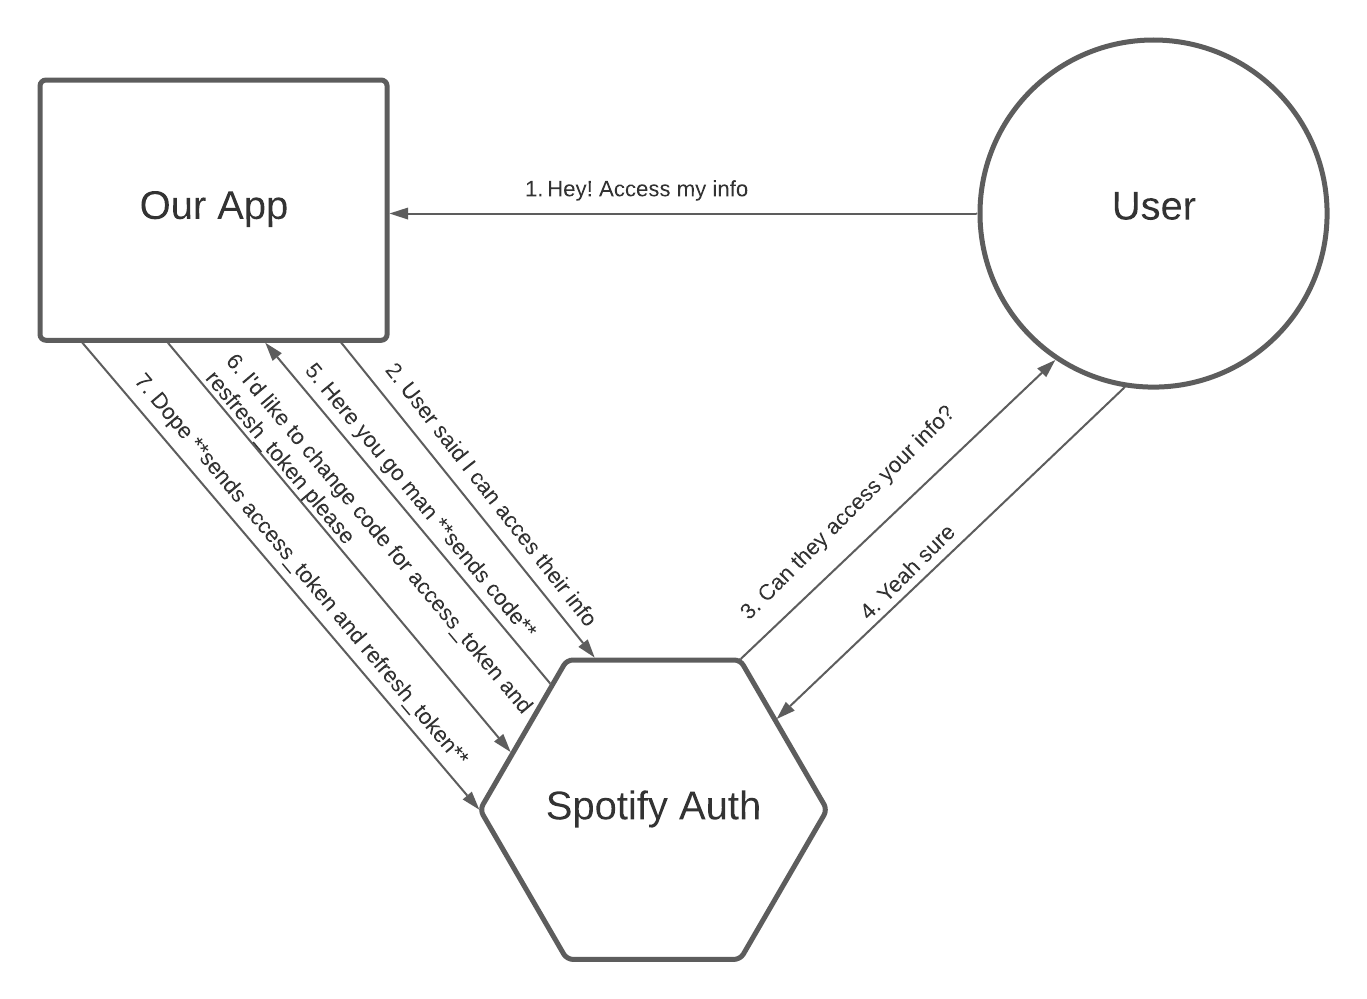 Our App
User
1. Hey! Access my info
2. User said I can acces their info
3. Can they access your info?
4. Yeah sure
5. Here you go man **sends code**
6. I'd like to change code for access_token and
resfresh_token please
7. Dope **sends access_token and refresh_token**
Spotify Auth